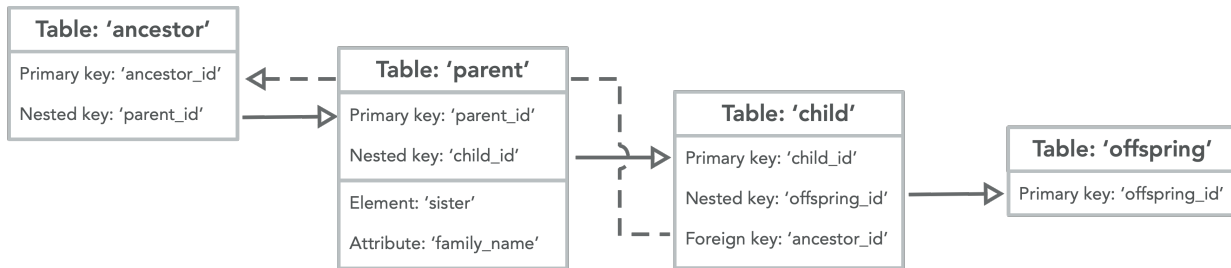 Table: ‘ancestor’
Primary key: ‘ancestor_id’
Nested key: ‘parent_id’
Table: ‘parent’
Primary key: ‘parent_id’
Nested key: ‘child_id’
Element: ‘sister’
Attribute: ‘family_name’
Table: ‘child’
Primary key: ‘child_id’
Nested key: ‘offspring_id’
Foreign key: ‘ancestor_id’
Table: ‘offspring’
Primary key: ‘offspring_id’